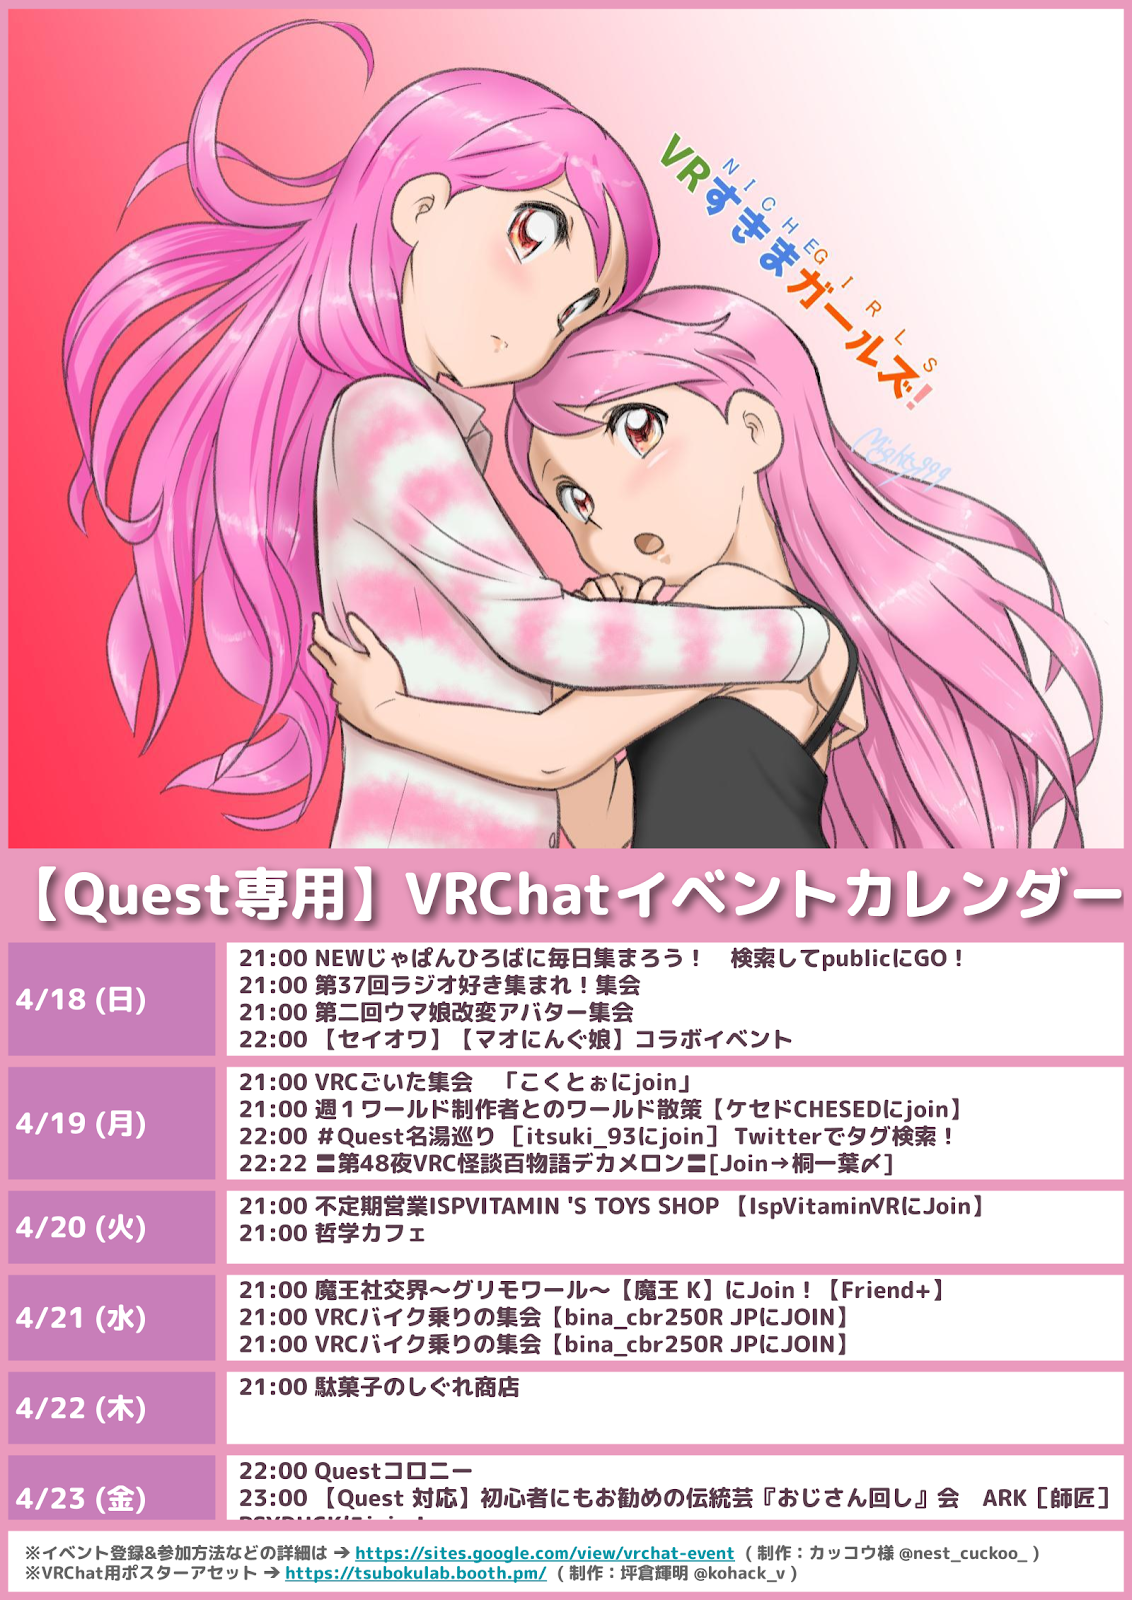 NICHE GIRLS
VRすきまガールズ!
Mighty999
【Quest専用】VRChatイベントカレンダー
4/18 (日)
21:00 NEWじゃぱんひろばに毎日集まろう！　検索してpublicにGO！
21:00 第37回ラジオ好き集まれ！集会
21:00 第二回ウマ娘改変アバター集会
22:00 【セイオワ】【マオにんぐ娘】コラボイベント
4/19 (月)
21:00 VRCごいた集会　「こくとぉにjoin」
21:00 週１ワールド制作者とのワールド散策【ケセドCHESEDにjoin】
22:00 ＃Quest名湯巡り ［itsuki_93にjoin］ Twitterでタグ検索！
22:22 〓第48夜VRC怪談百物語デカメロン〓[Join→桐一葉〆]
4/20 (火)
21:00 不定期営業ISPVITAMIN 'S TOYS SHOP 【IspVitaminVRにJoin】
21:00 哲学カフェ
4/21 (水)
21:00 魔王社交界～グリモワール～【魔王 K】にJoin！【Friend+】
21:00 VRCバイク乗りの集会【bina_cbr250R JPにJOIN】
21:00 VRCバイク乗りの集会【bina_cbr250R JPにJOIN】
4/22 (木)
21:00 駄菓子のしぐれ商店
4/23 (金)
22:00 Questコロニー
23:00 【Quest 対応】初心者にもお勧めの伝統芸『おじさん回し』会　ARK［師匠］
※イベント登録&参加方法などの詳細は ➔ https://sites.google.com/view/vrchat-event ( 制作：カッコウ様 @nest_cuckoo_ )
※VRChat用ポスターアセット ➔ https://tsubokulab.booth.pm/ ( 制作：坪倉輝明 @kohack_v )